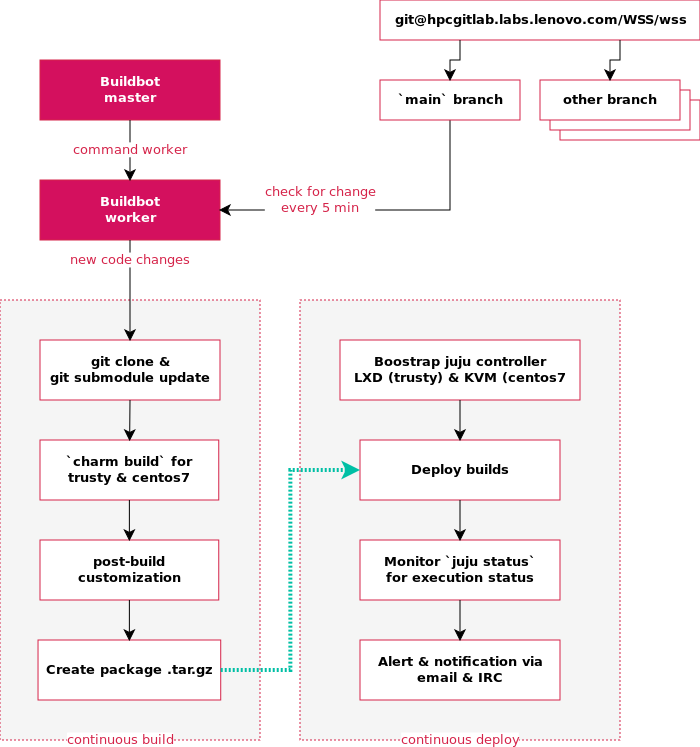 git@hpcgitlab.labs.lenovo.com/WSS/wss
Buildbot
master
`main` branch
other branch
command worker
Buildbot
worker
check for change
every 5 min
new code changes
git clone &
git submodule update
`charm build` for
trusty & centos7
post-build
customization
Create package .tar.gz
continuous build
Boostrap juju controller
LXD (trusty) & KVM (centos7
Deploy builds
Monitor `juju status`
for execution status
Alert & notification via
email & IRC
continuous deploy